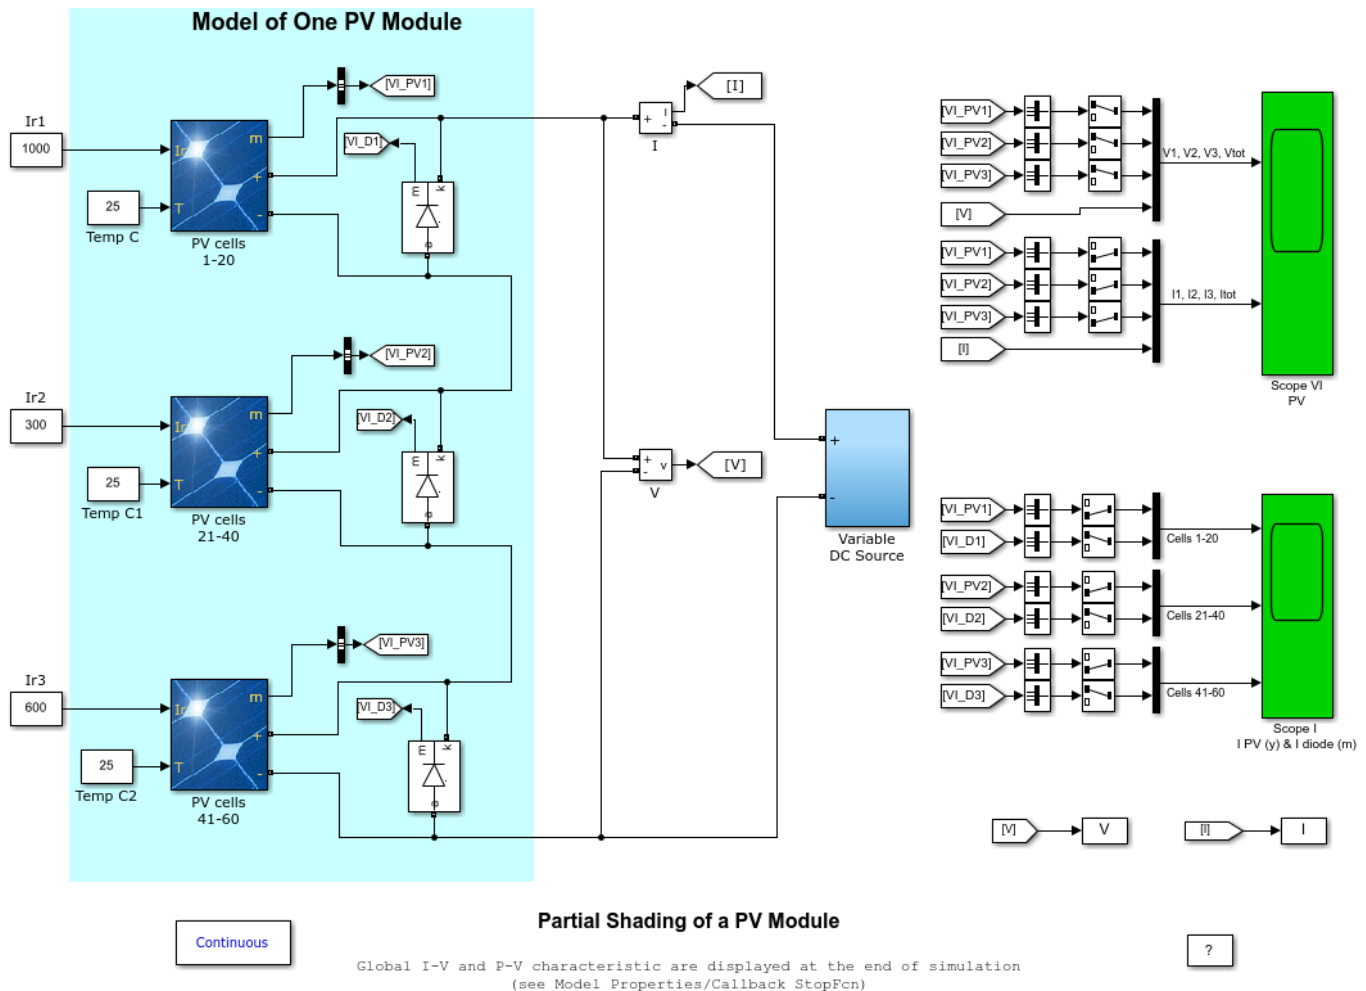 Model of One PV Module
[VI_PV1]
[I]
Ir1
1000
Ir
m
+
-
T
25
Temp C
PV cells
1-20
[VI_D1]
m
k
a
+
I
-
I
Ir2
300
Ir
m
+
-
T
25
Temp C1
PV cells
21-40
[VI_PV2]
[VI_D2]
m
k
a
+
-
v
V
[V]
+
-
Variable
DC Source
Ir3
600
Ir
m
+
-
T
25
Temp C2
PV cells
41-60
[VI_PV3]
[VI_D3]
m
k
a
[VI_PV1]
[VI_PV2]
[VI_PV3]
[V]
V1, V2, V3, Vtot
[VI_PV1]
[VI_PV2]
[VI_PV3]
[I]
I1, I2, I3, Itot
Scope VI
PV
[VI_PV1]
[VI_D1]
Cells 1-20
[VI_PV2]
[VI_D2]
Cells 21-40
[VI_PV3]
[VI_D3]
Cells 41-60
Scope I
I PV (y) & I diode (m)
[V]
V
[I]
I
Continuous
Partial Shading of a PV Module
?
Global I-V and P-V characteristic are displayed at the end of simulation
(see Model Properties/Callback StopFcn)